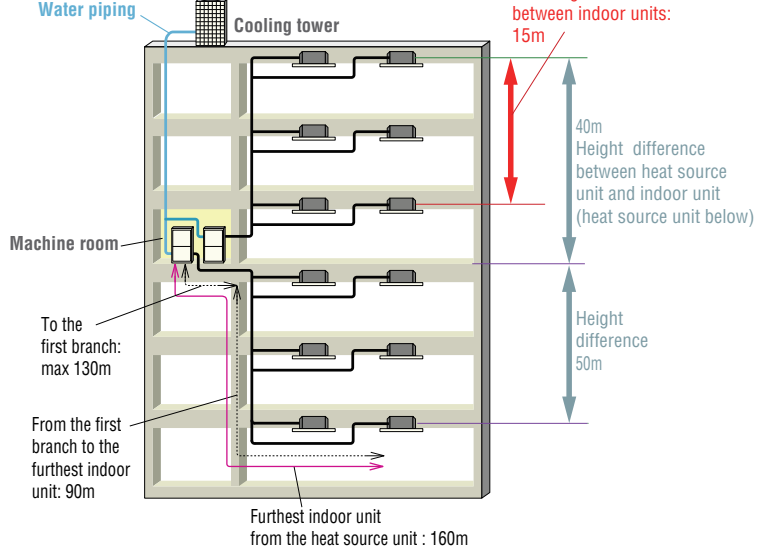 Water piping
Cooling tower
between indoor units:
15m
40m
Height difference
between heat source
unit and indoor unit
(heat source unit below)
Machine room
To the
first branch:
max 130m
Height
difference
50m
From the first
branch to the
furthest indoor
unit: 90m
Furthest indoor unit
from the heat source unit : 160m